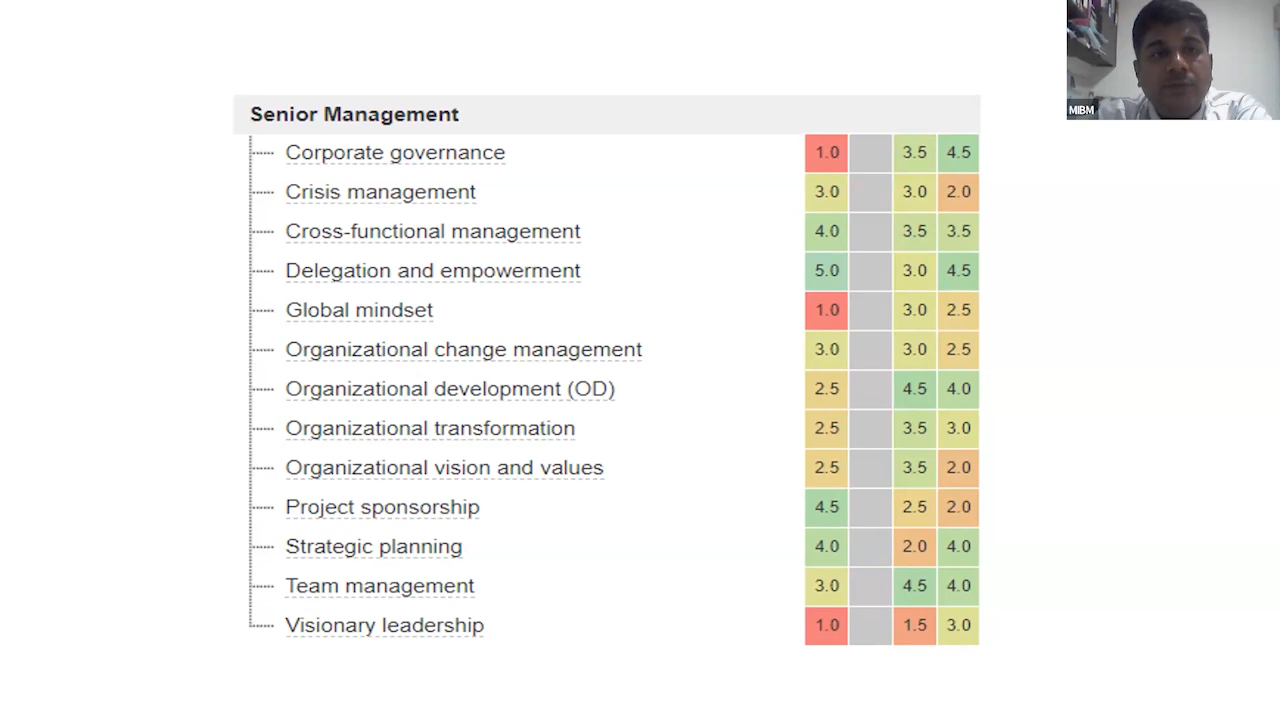 Senior Management
Corporate governance 1.0 3.5 4.5
Crisis management 3.0 3.0 2.0
Cross-functional management 4.0 3.5 3.5
Delegation and empowerment 5.0 3.0 4.5
Global mindset 1.0 3.0 2.5
Organizational change management 3.0 3.0 2.5
Organizational development (OD) 2.5 4.5 4.0
Organizational transformation 2.5 3.5 3.0
Organizational vision and values 2.5 3.5 2.0
Project sponsorship 4.5 2.5 2.0
Strategic planning 4.0 2.0 4.0
Team management 3.0 4.5 4.0
Visionary leadership 1.0 1.5 3.0
MIBM